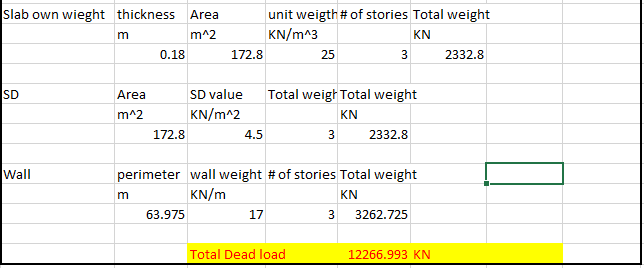 Slab own wieght thickness Area unit weigth # of stories Total weight
m m^2 KN/m^3 KN
0.18 172.8 25 3 2332.8
SD Area SD value Total weigh Total weight
m^2 KN/m^2 KN
172.8 4.5 3 2332.8
Wall perimeter wall weight # of stories Total weight
m KN/m KN
63.975 17 3 3262.725
Total Dead load 12266.993 KN